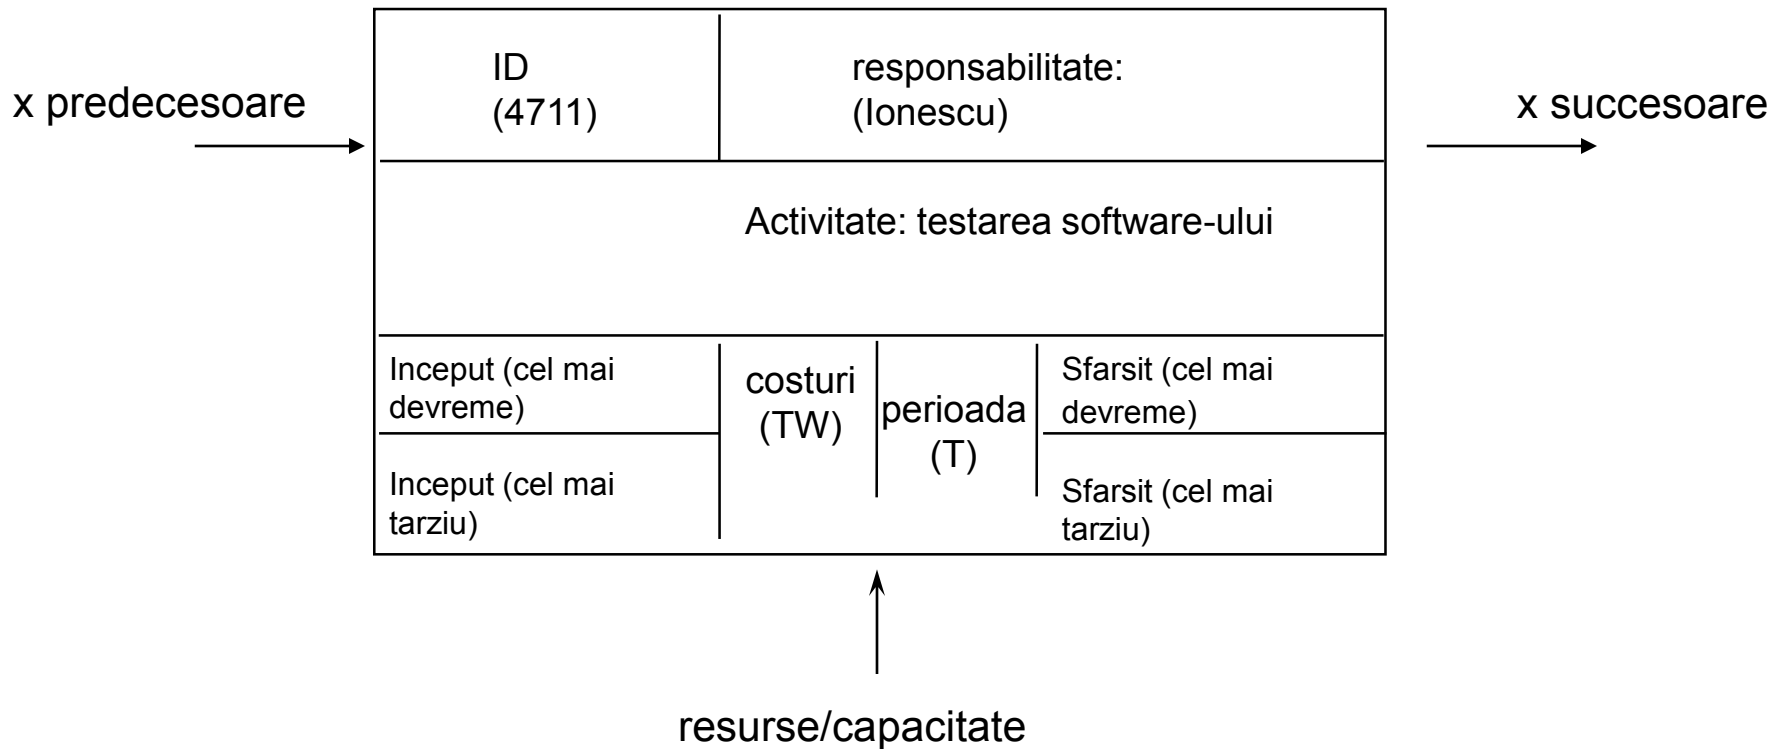 x predecesoare
ID
(4711)
responsabilitate:
(Ionescu)
x succesoare
Activitate: testarea software-ului
Inceput (cel mai
devreme)
Inceput (cel mai
tarziu)
costuri
(TW)
perioada
(T)
Sfarsit (cel mai
devreme)
Sfarsit (cel mai
tarziu)
resurse/capacitate